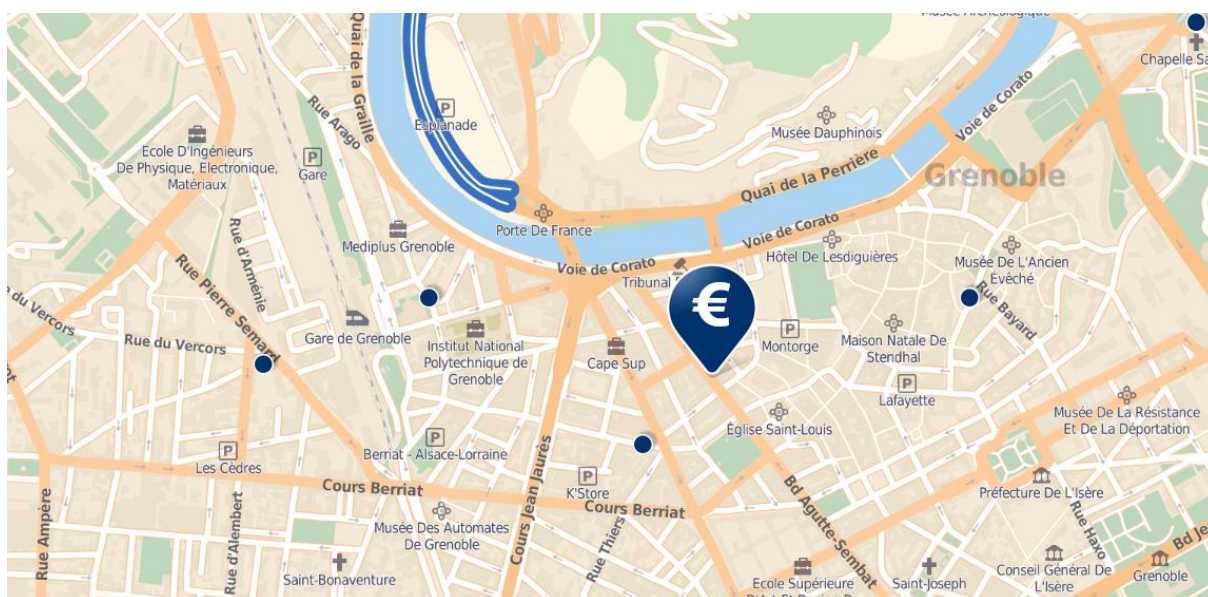 Quai de la Graille
Musée Archéologique
Chapelle Sa
Rue Arago
P
Esplanade
Musée Dauphinois
Voie de Corato
Ecole D'Ingénieurs
De Physique, Electronique,
Matériaux
P
Gare
Quai de la Perrière
Grenoble
Porte De France
Mediplus Grenoble
Voie de Corato
Hôtel De Lesdiguières
Voie de Corato
Tribunal
Musée De L'Ancien
Évêché
Rue d'Arménie
Rue Pierre Semard
Rue Bayard
€
du Vercors
Rue du Vercors
Gare de Grenoble
Institut National
Polytechnique de
Grenoble
Cape Sup
P
Montorge
Maison Natale De
Stendhal
P
Lafayette
Musée De La Résistance
Et De La Déportation
Église Saint-Louis
P
Les Cèdres
P
Berriat - Alsace-Lorraine
P
K'Store
Cours Berriat
Cours Berriat
Cours Jean Jaurès
Bd Agutte-Sembat
Préfecture De L'Isère
Rue Ampère
Rue d'Alembert
Musée Des Automates
De Grenoble
Rue Thiers
Rue Haxo
Bd Je
Saint-Bonaventure
Ecole Supérieure
Saint-Joseph
Conseil Général De
L'Isère
Grenoble